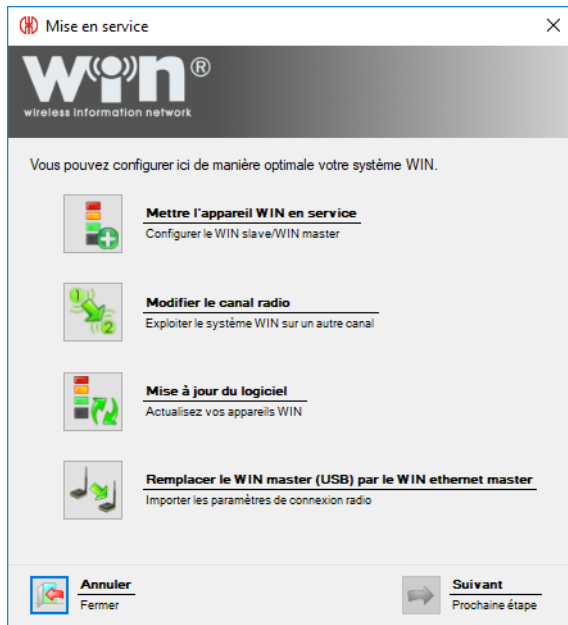 Mise en service
WiN®
wireless information network
Vous pouvez configurer ici de manière optimale votre système WIN.
Mettre l'appareil WIN en service
Configurer le WIN slave/WIN master
1
2
Modifier le canal radio
Exploiter le système WIN sur un autre canal
Mise à jour du logiciel
Actualisez vos appareils WIN
Remplacer le WIN master (USB) par le WIN ethernet master
Importer les paramètres de connexion radio
Annuler
Fermer
Suivant
Prochaine étape